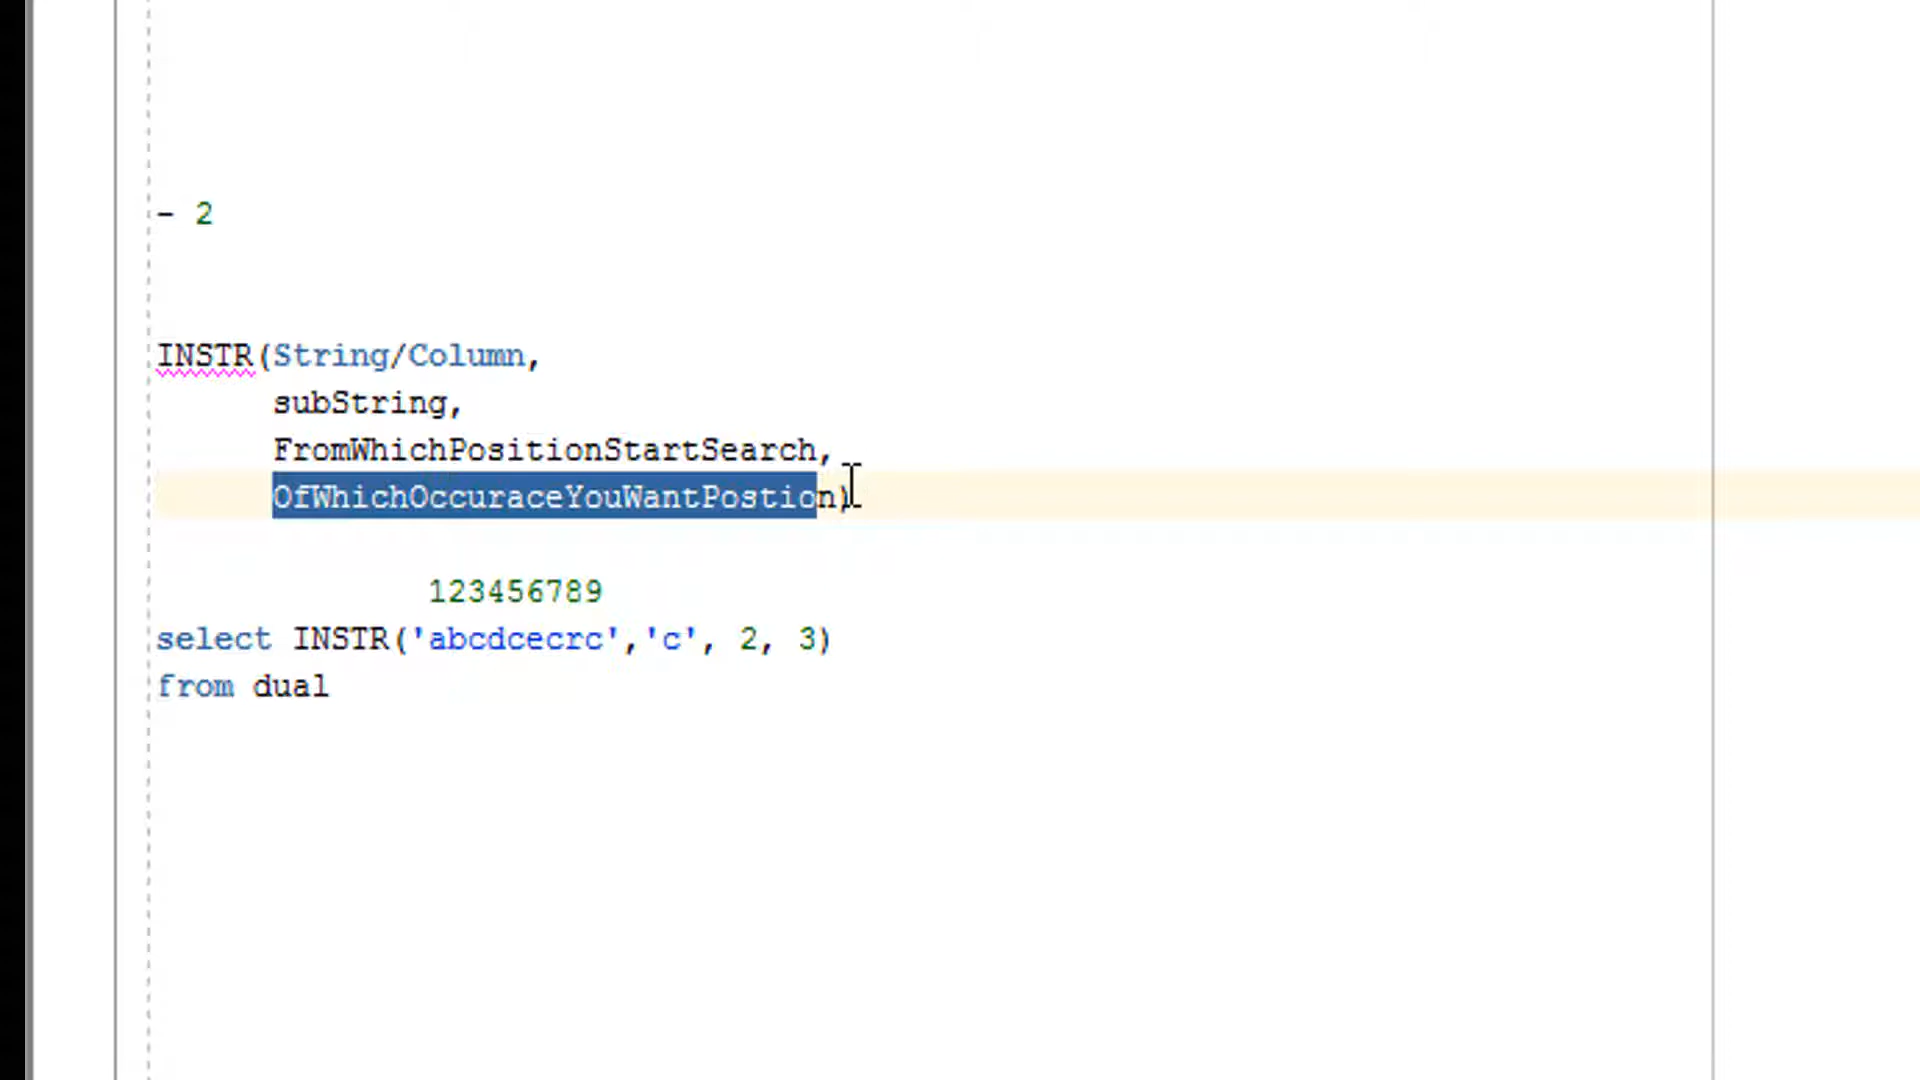 - 2
INSTR(String/Column,
subString,
FromWhichPositionStartSearch,
OfWhichOccuraceYouWantPostion)
123456789
select INSTR('abcdcecrc','c', 2, 3)
from dual